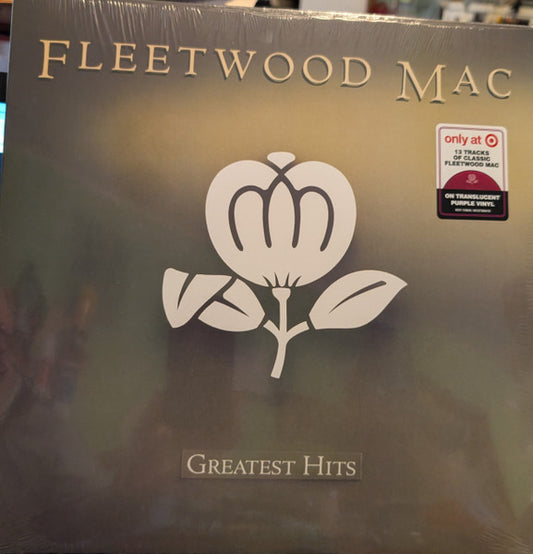 FLEETWOOD MAC
only at
13 TRACKS
OF CLASSIC
FLEETWOOD MAC
ON TRANSLUCENT
PURPLE VINYL
GREATEST HITS